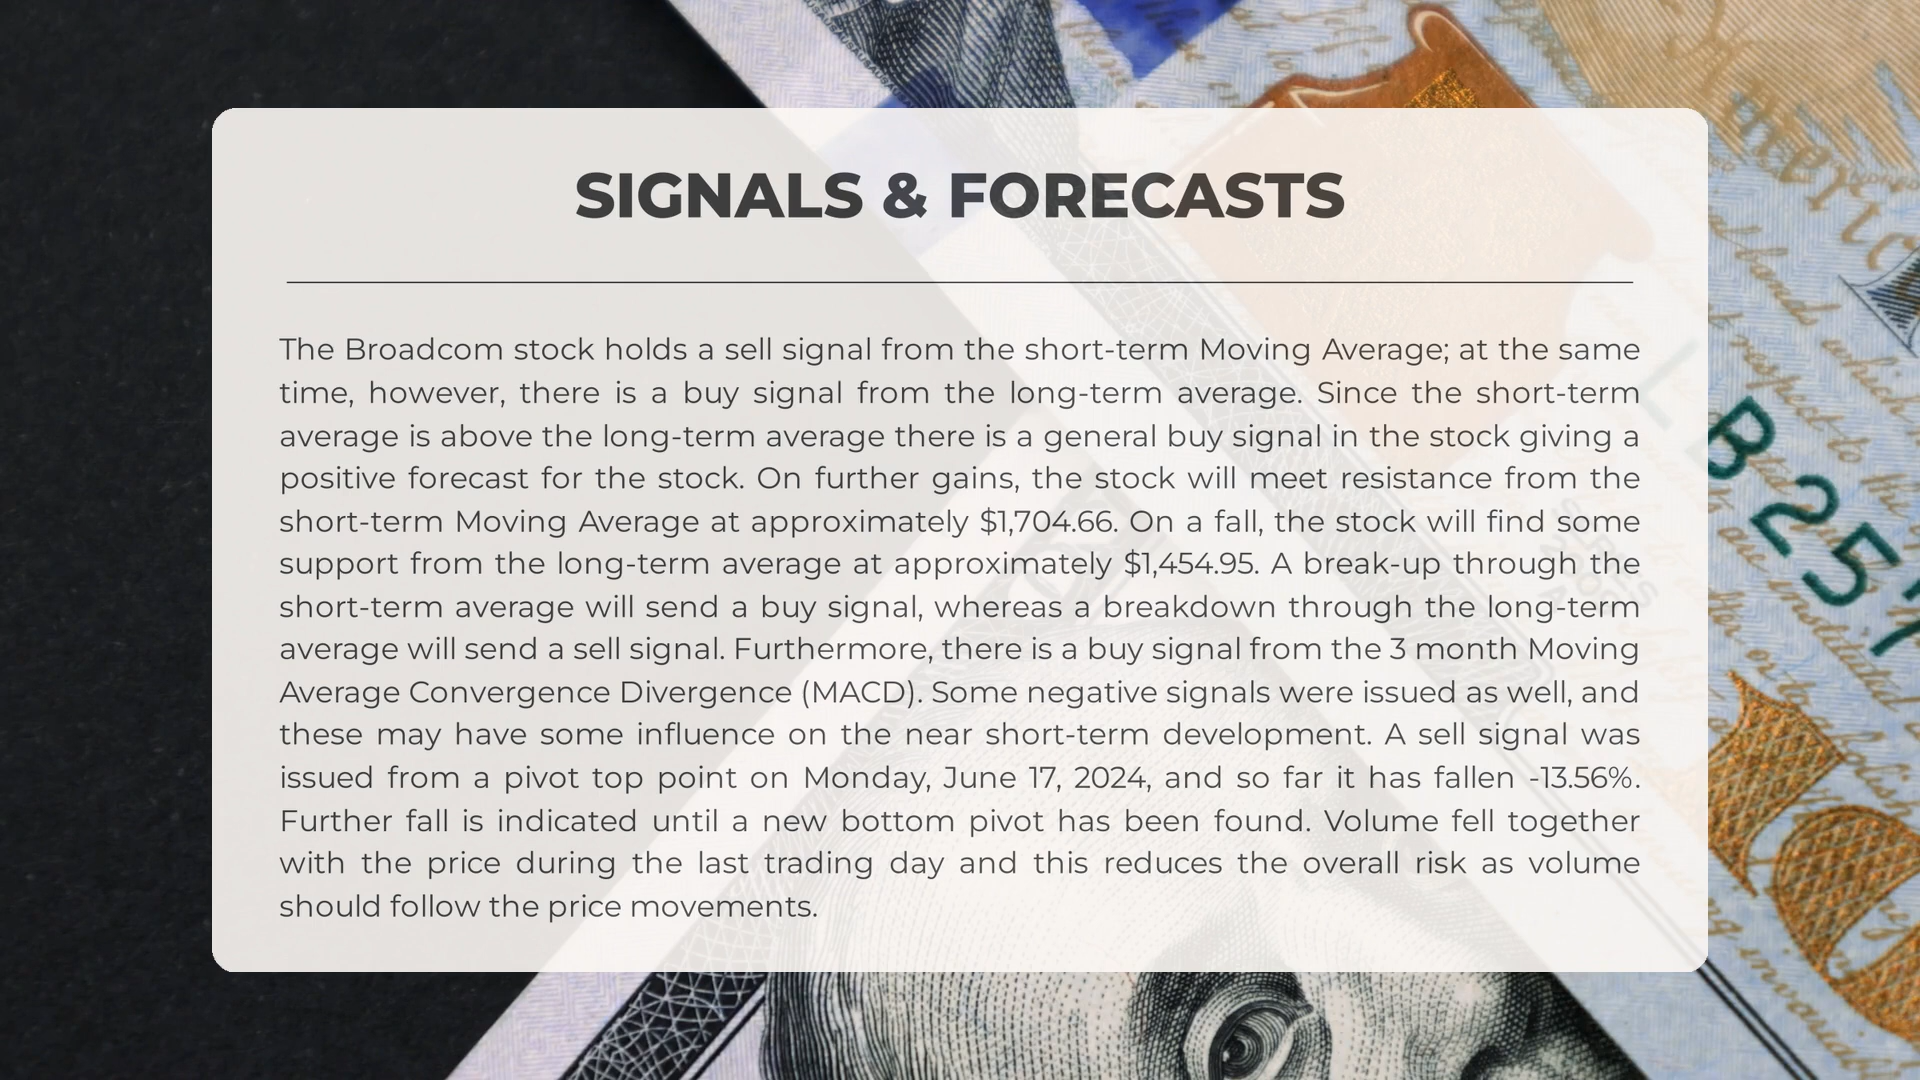 SIGNALS & FORECASTS
The Broadcom stock holds a sell signal from the short-term Moving Average; at the same
time, however, there is a buy signal from the long-term average. Since the short-term
average is above the long-term average there is a general buy signal in the stock giving a
positive forecast for the stock. On further gains, the stock will meet resistance from the
short-term Moving Average at approximately $1,704.66. On a fall, the stock will find some
support from the long-term average at approximately $1,454.95. A break-up through the
short-term average will send a buy signal, whereas a breakdown through the long-term
average will send a sell signal. Furthermore, there is a buy signal from the 3 month Moving
Average Convergence Divergence (MACD). Some negative signals were issued as well, and
these may have some influence on the near short-term development. A sell signal was
issued from a pivot top point on Monday, June 17, 2024, and so far it has fallen -13.56%.
Further fall is indicated until a new bottom pivot has been found. Volume fell together
with the price during the last trading day and this reduces the overall risk as volume
should follow the price movements.